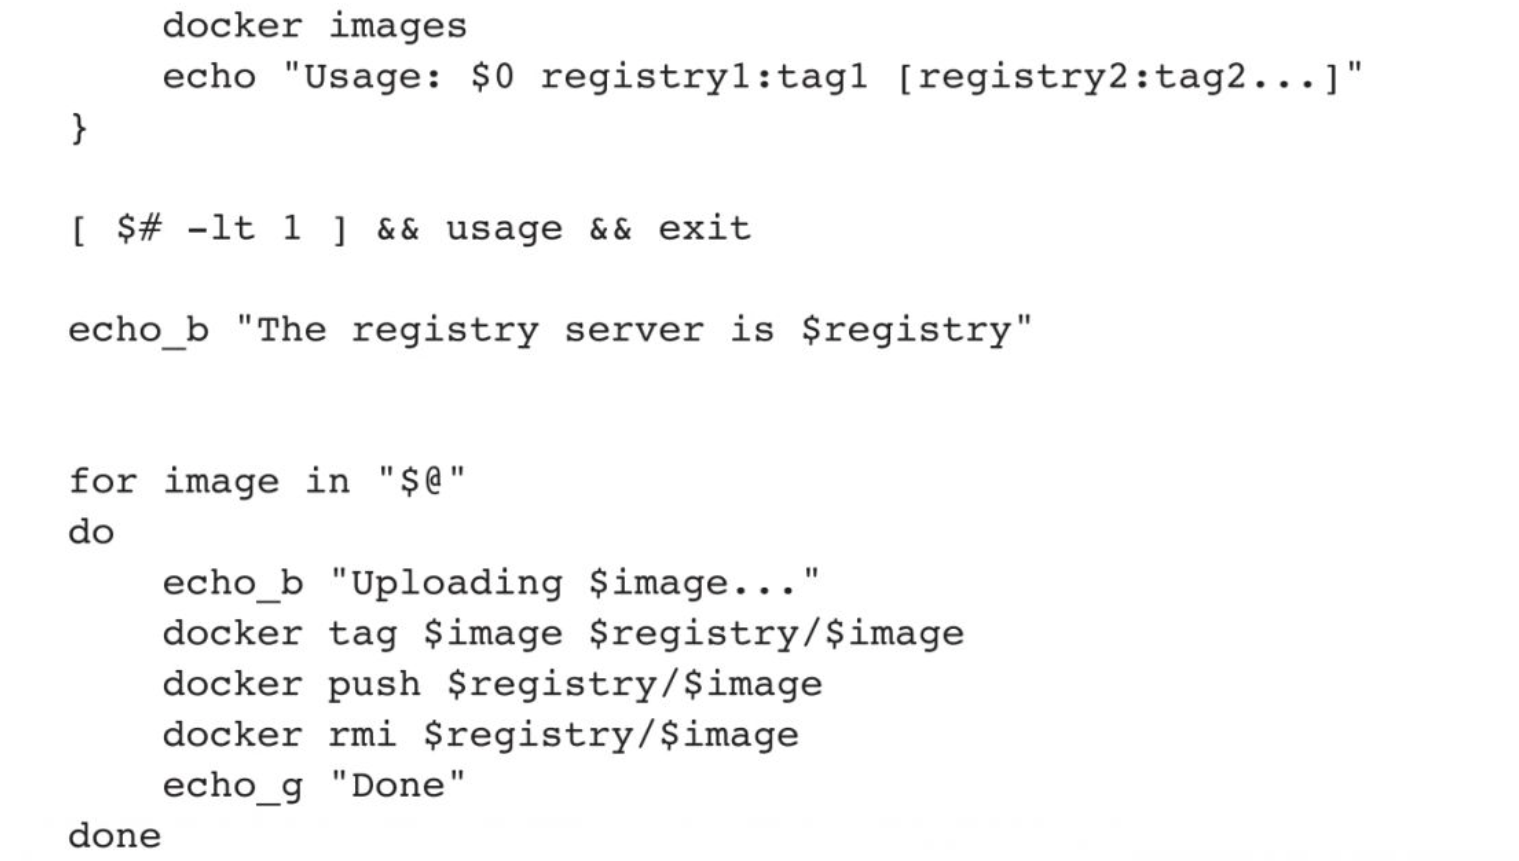 docker images
    echo "Usage: $0 registry1:tag1 [registry2:tag2...]"
}

[ $# -lt 1 ] && usage && exit

echo_b "The registry server is $registry"


for image in "$@"
do
    echo_b "Uploading $image..."
    docker tag $image $registry/$image
    docker push $registry/$image
    docker rmi $registry/$image
    echo_g "Done"
done